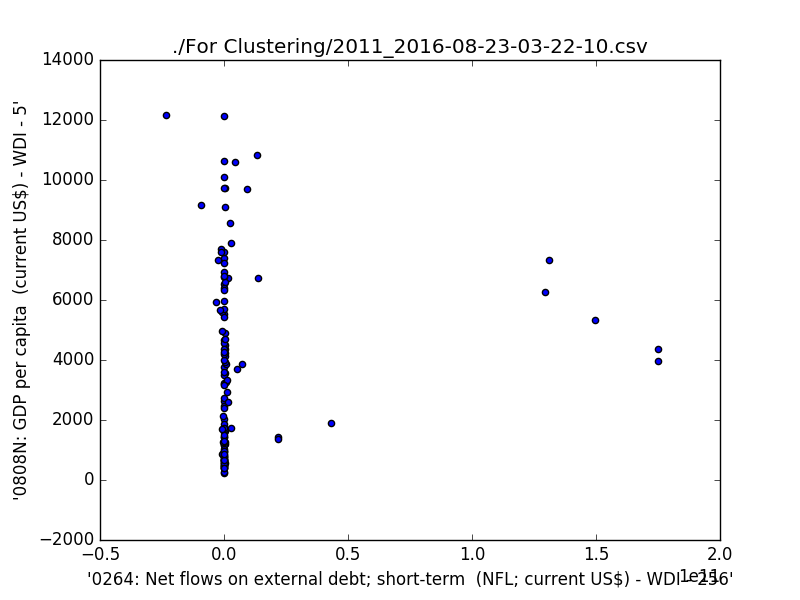 ./For Clustering/2011_2016-08-23-03-22-10.csv
14000
12000
10000
8000
6000
4000
2000
0
−2000
'0808N: GDP per capita  (current US$) - WDI - 5'
−0.5 0.0 0.5 1.0 1.5 2.0
1e11
'0264: Net flows on external debt; short-term  (NFL; current US$) - WDI - 256'